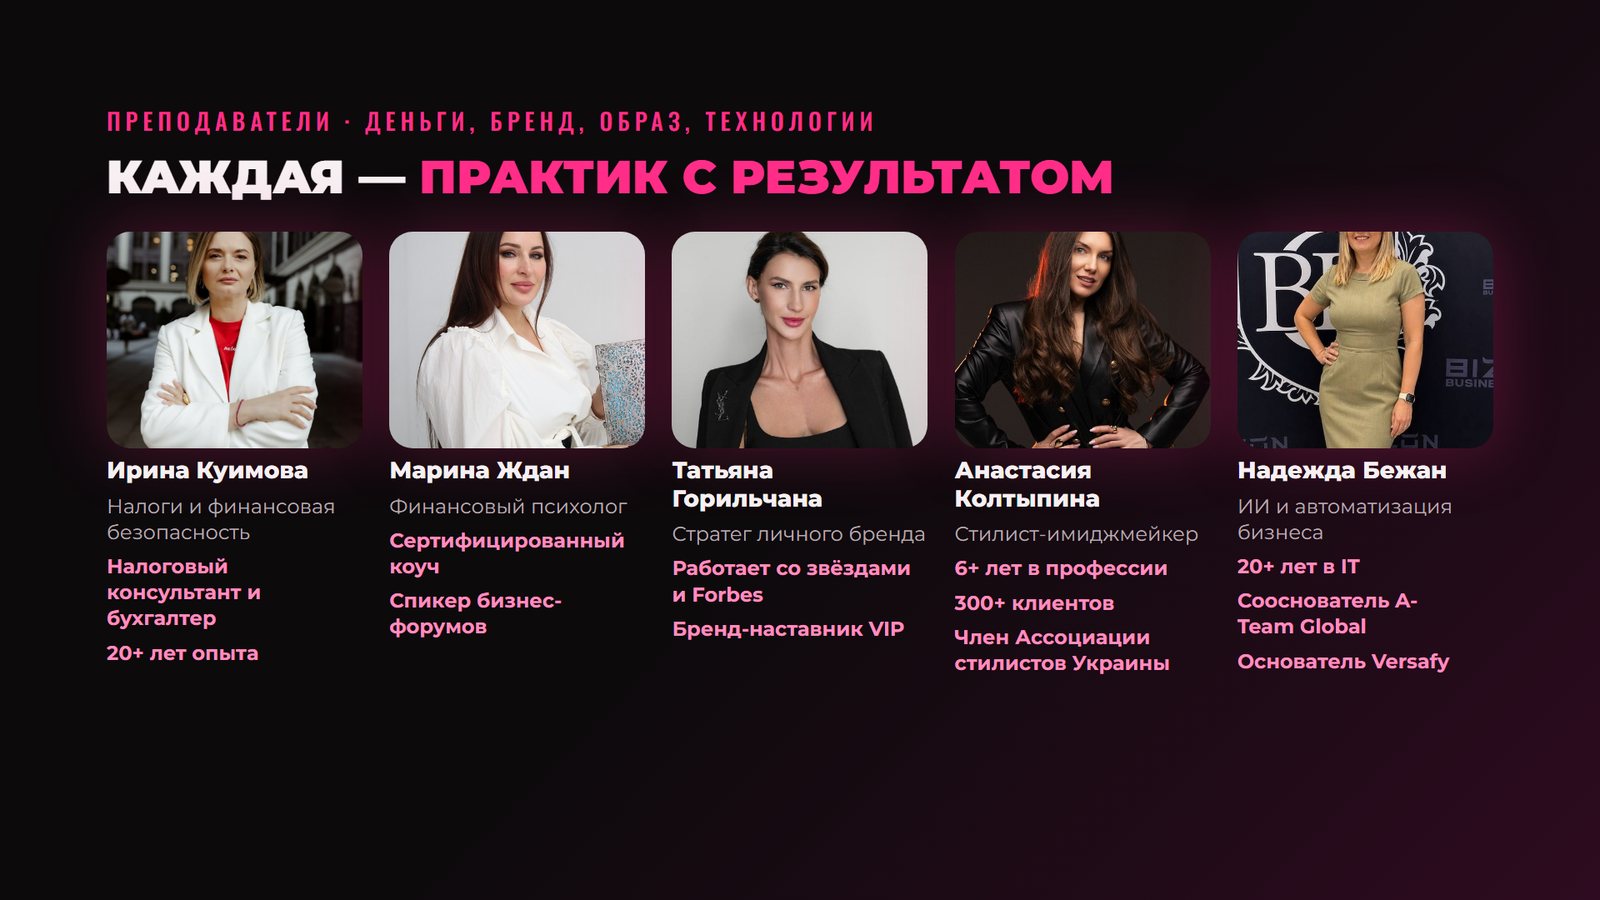 ПРЕПОДАВАТЕЛИ · ДЕНЬГИ, БРЕНД, ОБРАЗ, ТЕХНОЛОГИИ
КАЖДАЯ — ПРАКТИК С РЕЗУЛЬТАТОМ
Ирина Куимова
Налоги и финансовая
безопасность
Налоговый
консультант и
бухгалтер
20+ лет опыта
Марина Ждан
Финансовый психолог
Сертифицированный
коуч
Спикер бизнес-
форумов
Татьяна
Горильчана
Стратег личного бренда
Работает со звёздами
и Forbes
Бренд-наставник VIP
Анастасия
Колтыпина
Стилист-имиджмейкер
6+ лет в профессии
300+ клиентов
Член Ассоциации
стилистов Украины
BUSINE
Надежда Бежан
ИИ и автоматизация
бизнеса
20+ лет в IT
Сооснователь A-
Team Global
Основатель Versafy